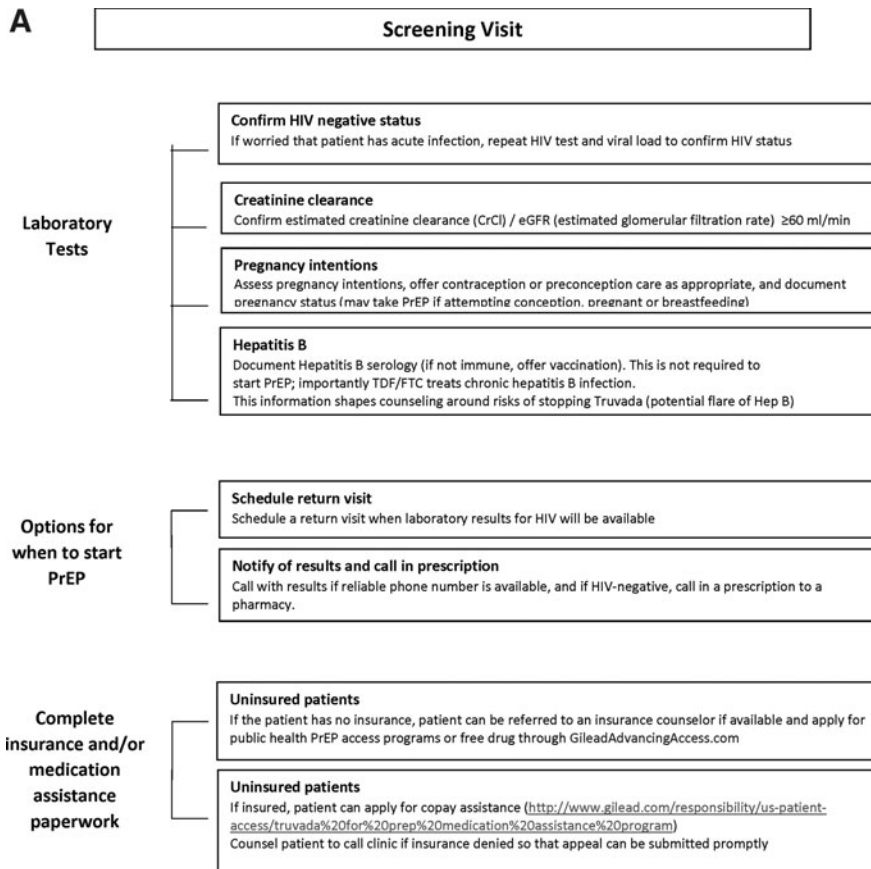 A
Screening Visit
Laboratory
Tests
Confirm HIV negative status
If worried that patient has acute infection, repeat HIV test and viral load to confirm HIV status
Creatinine clearance
Confirm estimated creatinine clearance (CrCl) / eGFR (estimated glomerular filtration rate) ≥60 ml/min
Pregnancy intentions
Assess pregnancy intentions, offer contraception or preconception care as appropriate, and document
pregnancy status (may take PrEP if attempting conception, pregnant or breastfeeding)
Hepatitis B
Document Hepatitis B serology (if not immune, offer vaccination). This is not required to
start PrEP; importantly TDF/FTC treats chronic hepatitis B infection.
This information shapes counseling around risks of stopping Truvada (potential flare of Hep B)
Options for
when to start
PrEP
Schedule return visit
Schedule a return visit when laboratory results for HIV will be available
Notify of results and call in prescription
Call with results if reliable phone number is available, and if HIV-negative, call in a prescription to a
pharmacy.
Complete
insurance and/or
medication
assistance
paperwork
Uninsured patients
If the patient has no insurance, patient can be referred to an insurance counselor if available and apply for
public health PrEP access programs or free drug through GileadAdvancingAccess.com
Uninsured patients
If insured, patient can apply for copay assistance (http://www.gilead.com/responsibility/us-patient-
access/truvada%20for%20prep%20medication%20assistance%20program)
Counsel patient to call clinic if insurance denied so that appeal can be submitted promptly